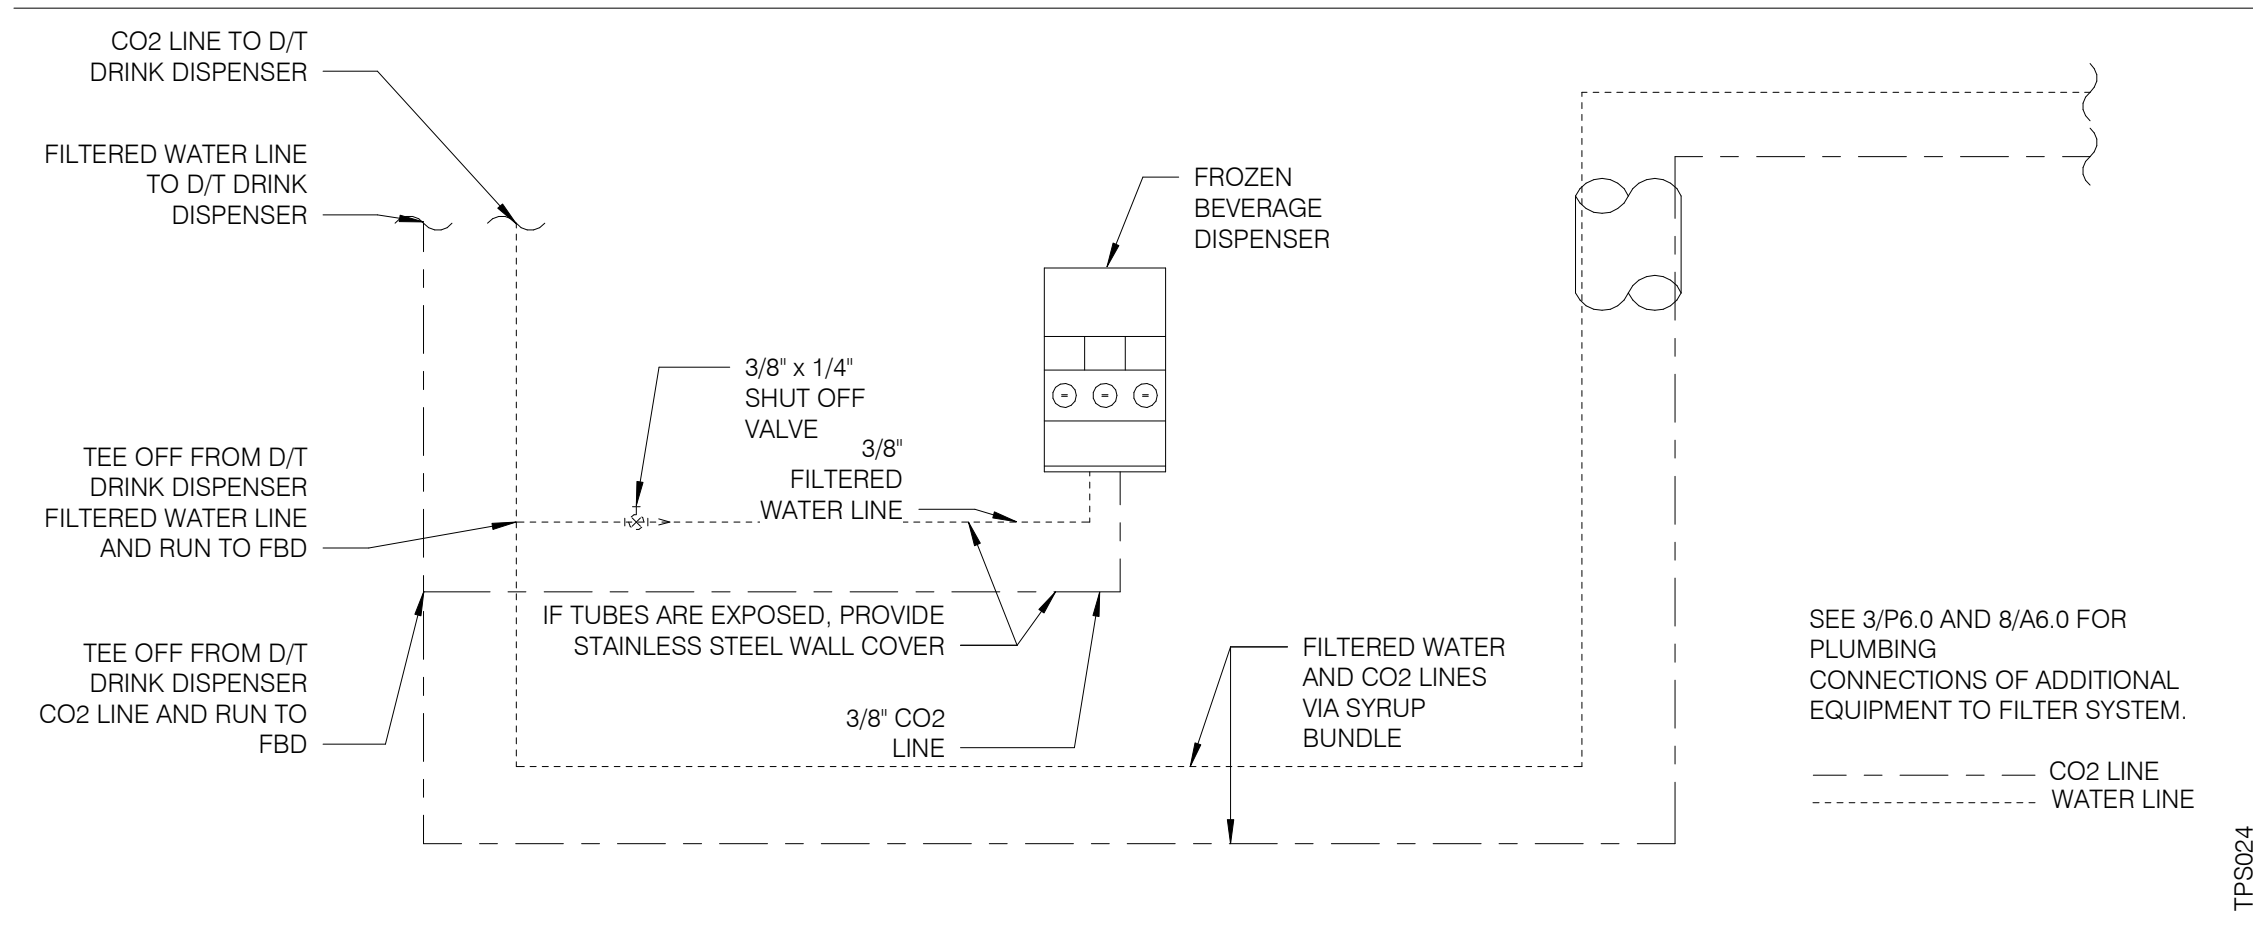 CO2 LINE TO D/T
DRINK DISPENSER
FILTERED WATER LINE
TO D/T DRINK
DISPENSER
FROZEN
BEVERAGE
DISPENSER
3/8" x 1/4"
SHUT OFF
VALVE
3/8"
FILTERED
WATER LINE
TEE OFF FROM D/T
DRINK DISPENSER
FILTERED WATER LINE
AND RUN TO FBD
IF TUBES ARE EXPOSED, PROVIDE
STAINLESS STEEL WALL COVER
TEE OFF FROM D/T
DRINK DISPENSER
CO2 LINE AND RUN TO
FBD
3/8" CO2
LINE
FILTERED WATER
AND CO2 LINES
VIA SYRUP
BUNDLE
SEE 3/P6.0 AND 8/A6.0 FOR
PLUMBING
CONNECTIONS OF ADDITIONAL
EQUIPMENT TO FILTER SYSTEM.
CO2 LINE
WATER LINE
TPS024